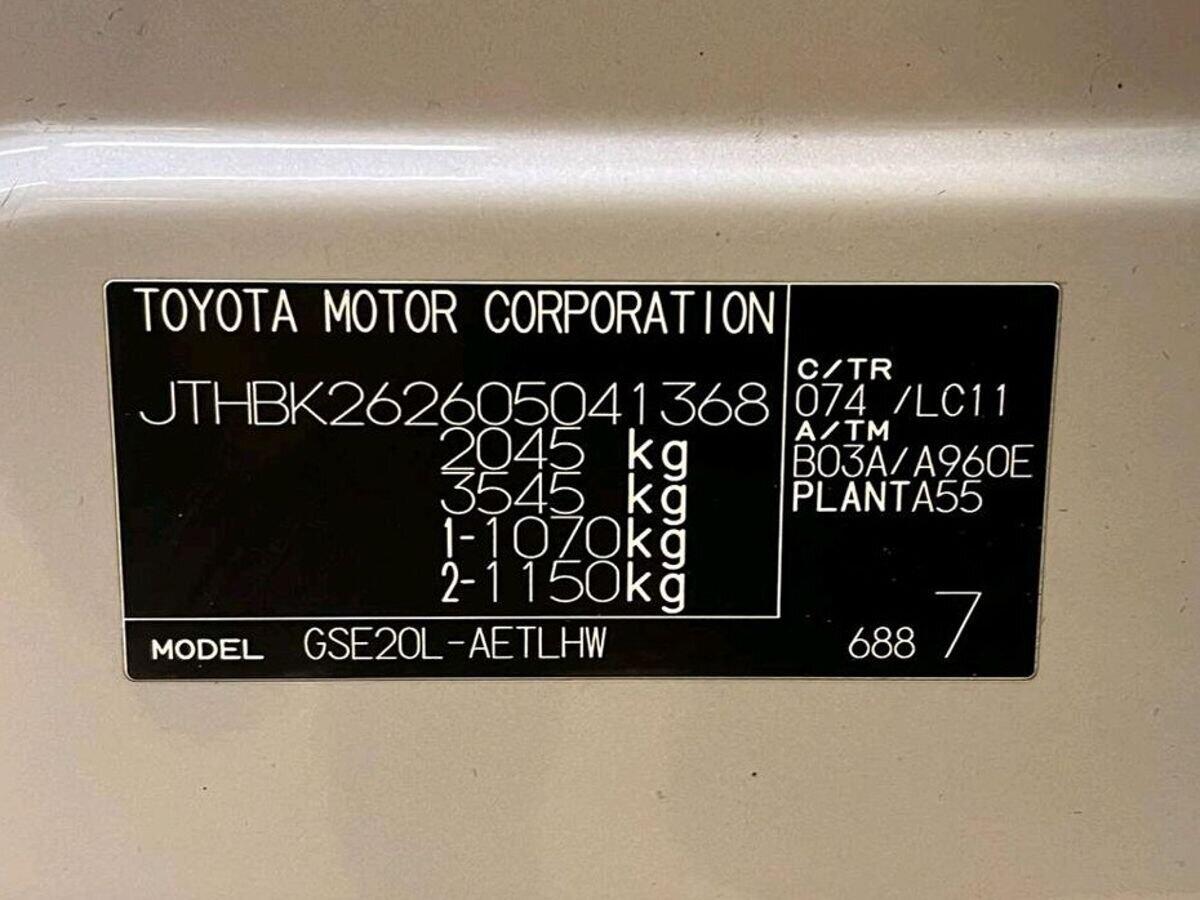 TOYOTA MOTOR CORPORATION
JTHBK262605041368
2045 kg
3545 kg
1-1070kg
2-1150kg
C/TR
074 /LC11
A/TM
B03A/A960E
PLANTA55
MODEL GSE20L-AETLHW
688 7